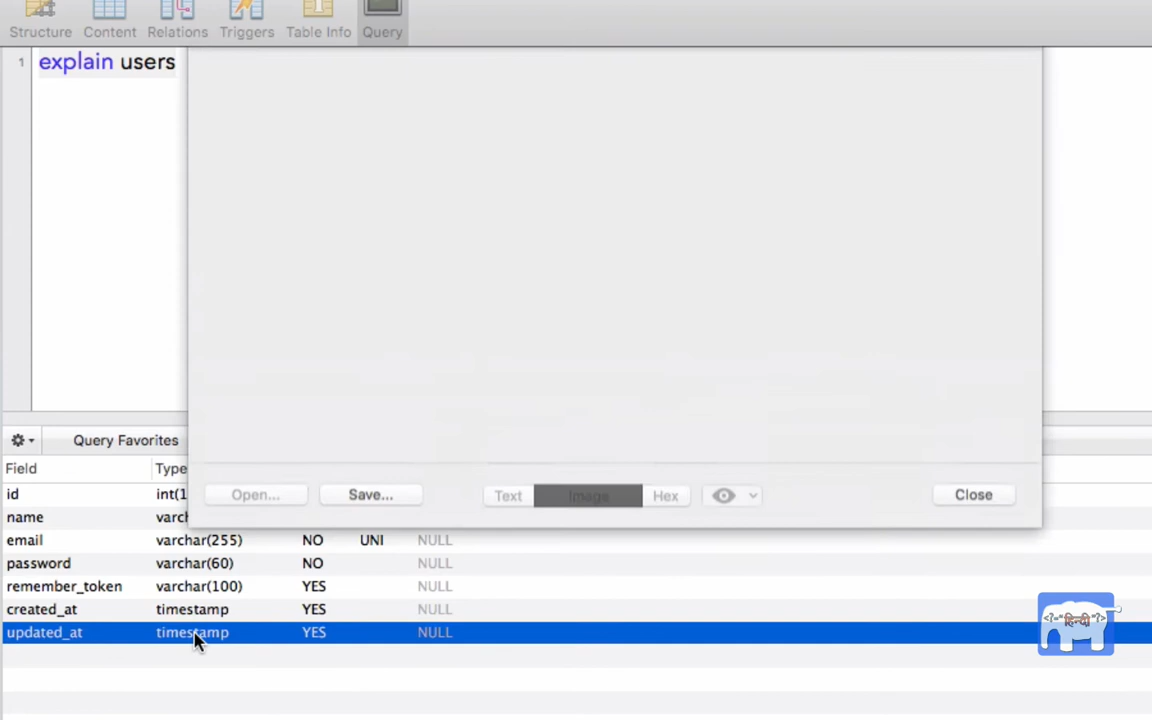 Structure Content Relations Triggers Table Info Query
1 explain users
Open... Save... Text Image Hex Close
Query Favorites
Field Type
id int(1
name varch
email varchar(255) NO UNI NULL
password varchar(60) NO NULL
remember_token varchar(100) YES NULL
created_at timestamp YES NULL
updated_at timestamp YES NULL
<?="हिन्दी"?>